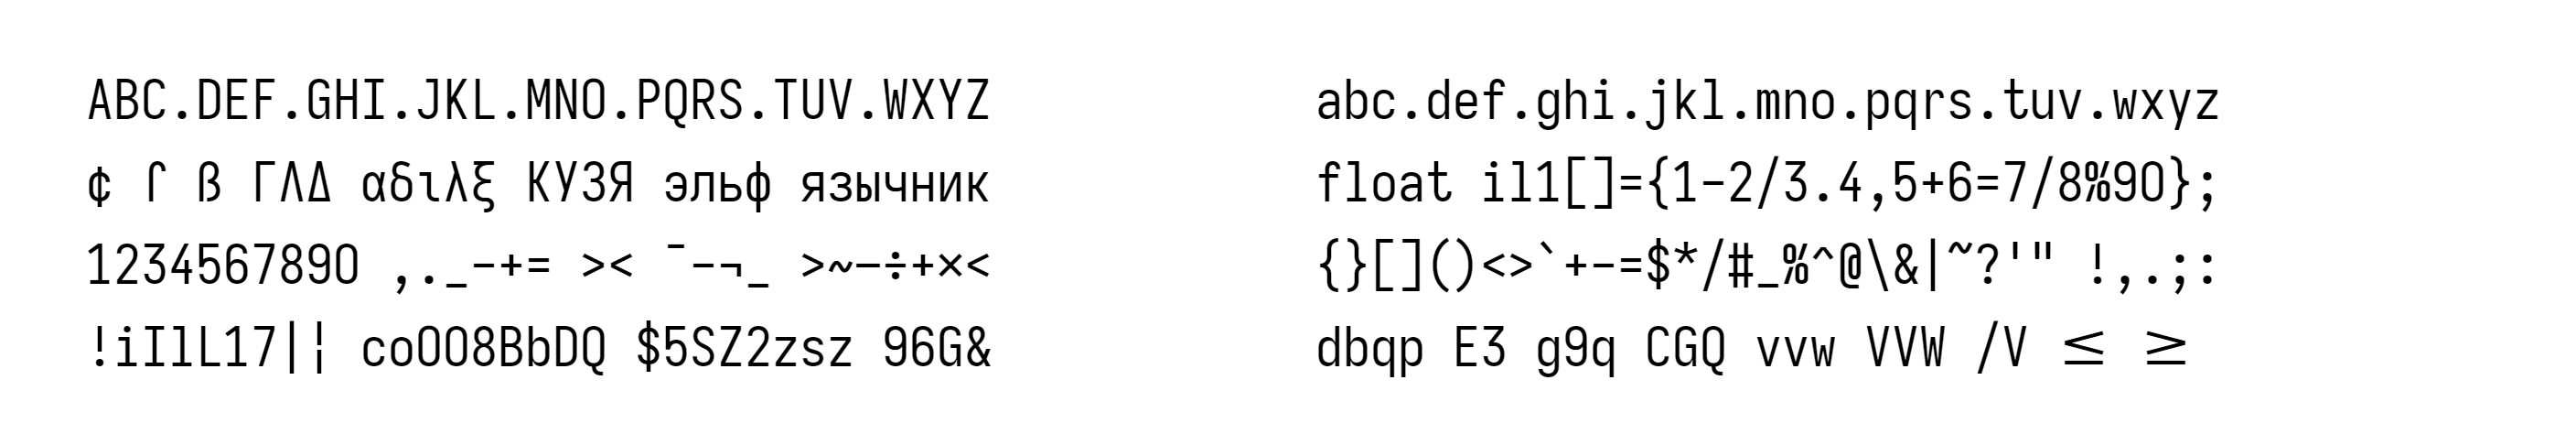 ABC.DEF.GHI.JKL.MNO.PQRS.TUV.WXYZ
¢ ſ ß ΓΛΔ αδιλξ КУЗЯ эльф язычник
1234567890 ,._-+= >< ¯-¬_ >~–÷+×<
!iIlL17|¦ coO08BbDQ $5SZ2zsz 96G&
abc.def.ghi.jkl.mno.pqrs.tuv.wxyz
float il1[]={1-2/3.4,5+6=7/8%90};
{}[]()<>`+-=$*/#_%^@\&|~?'" !,.;:
dbqp E3 g9q CGQ vvw VVW /V ≤ ≥